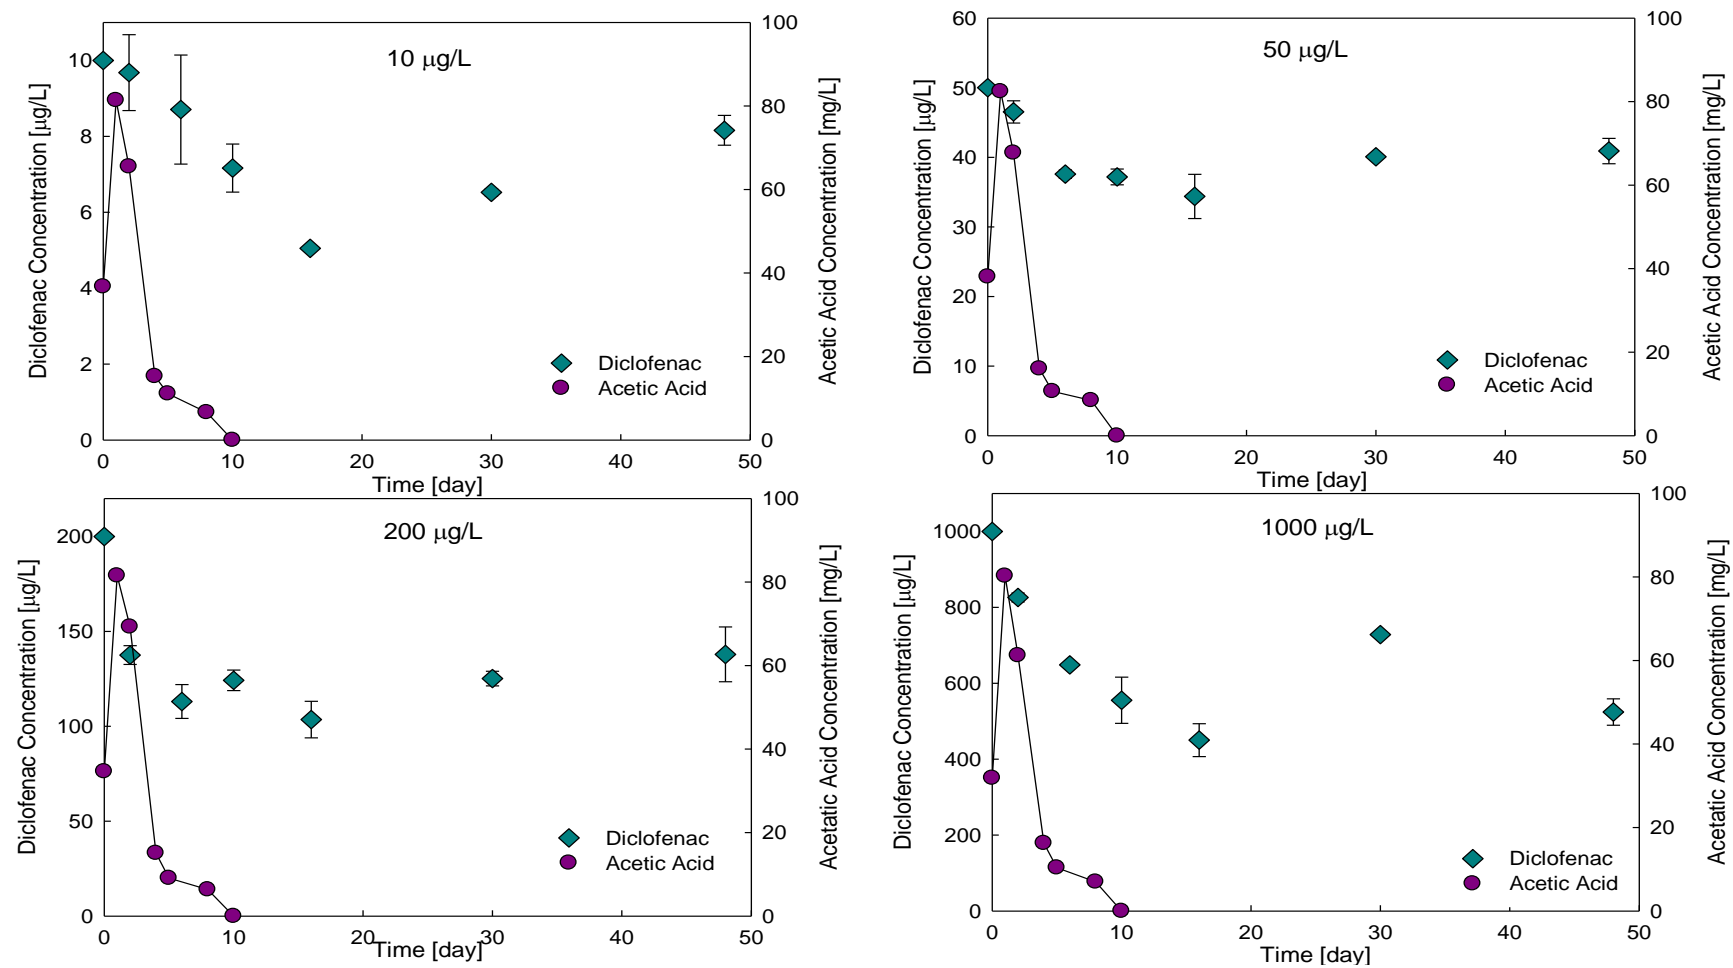 10 μg/L
Diclofenac Concentration [μg/L]
10
8
6
4
2
0
Acetic Acid Concentration [mg/L]
100
80
60
40
20
0
Diclofenac
Acetic Acid
0 10 20 30 40 50
Time [day]
50 μg/L
Diclofenac Concentration [μg/L]
60
50
40
30
20
10
0
Acetic Acid Concentration [mg/L]
100
80
60
40
20
0
Diclofenac
Acetic Acid
0 10 20 30 40 50
Time [day]
200 μg/L
Diclofenac Concentration [μg/L]
200
150
100
50
0
Acetatic Acid Concentration [mg/L]
100
80
60
40
20
0
Diclofenac
Acetic Acid
0 10 20 30 40 50
Time [day]
1000 μg/L
Diclofenac Concentration [μg/L]
1000
800
600
400
200
0
Acetatic Acid Concentration [mg/L]
100
80
60
40
20
0
Diclofenac
Acetic Acid
0 10 20 30 40 50
Time [day]